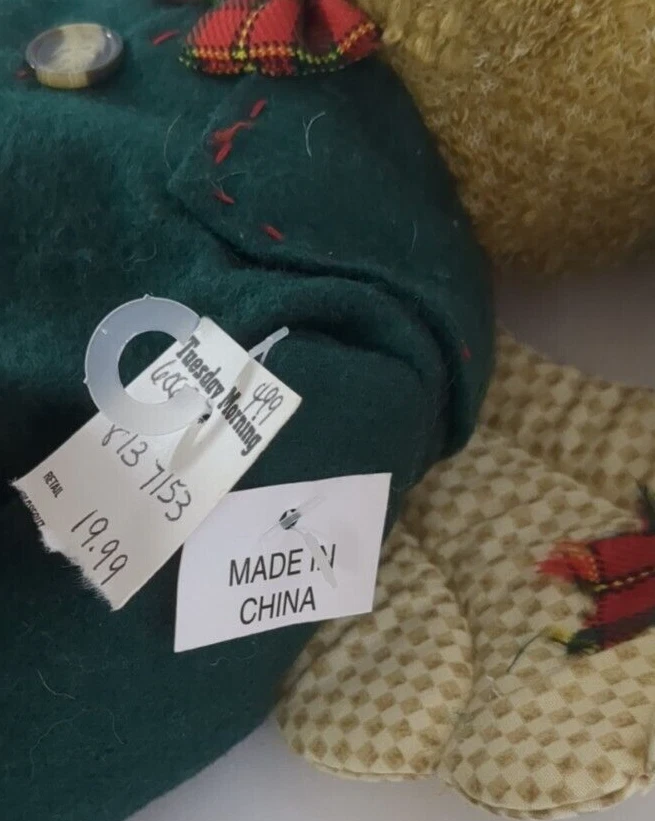 Tuesday Morning
499
813 7153
RETAIL
19.99
MADE IN
CHINA